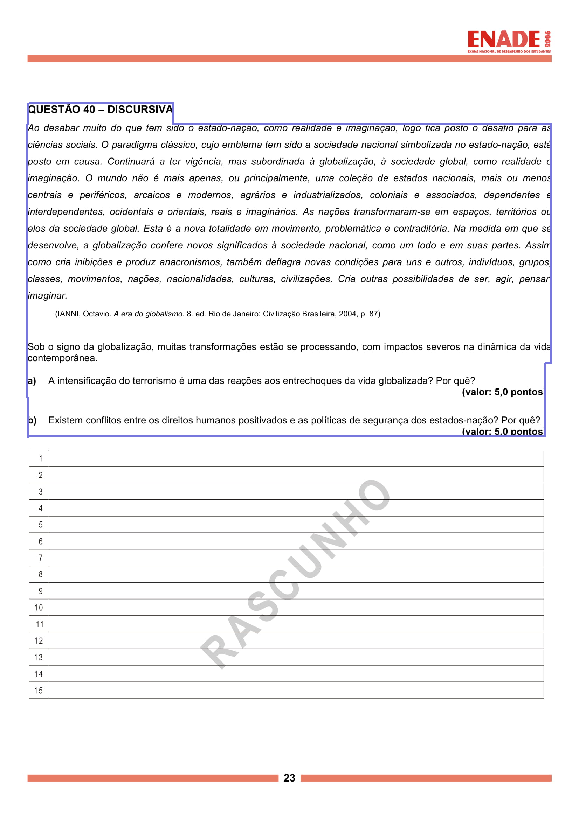 ENADE 2006
EXAME NACIONAL DE DESEMPENHO DOS ESTUDANTES
QUESTÃO 40 – DISCURSIVA
Ao desabar muito do que tem sido o estado-nação, como realidade e imaginação, logo fica posto o desafio para as
ciências sociais. O paradigma clássico, cujo emblema tem sido a sociedade nacional simbolizada no estado-nação, está
posto em causa. Continuará a ter vigência, mas subordinada à globalização, à sociedade global, como realidade e
imaginação. O mundo não é mais apenas, ou principalmente, uma coleção de estados nacionais, mais ou menos
centrais e periféricos, arcaicos e modernos, agrários e industrializados, coloniais e associados, dependentes e
interdependentes, ocidentais e orientais, reais e imaginários. As nações transformaram-se em espaços, territórios ou
elos da sociedade global. Esta é a nova totalidade em movimento, problemática e contraditória. Na medida em que se
desenvolve, a globalização confere novos significados à sociedade nacional, como um todo e em suas partes. Assim
como cria inibições e produz anacronismos, também deflagra novas condições para uns e outros, indivíduos, grupos,
classes, movimentos, nações, nacionalidades, culturas, civilizações. Cria outras possibilidades de ser, agir, pensar,
imaginar.
(IANNI, Octavio. A era do globalismo. 8. ed. Rio de Janeiro: Civilização Brasileira, 2004, p. 87)
Sob o signo da globalização, muitas transformações estão se processando, com impactos severos na dinâmica da vida
contemporânea.
a) A intensificação do terrorismo é uma das reações aos entrechoques da vida globalizada? Por quê?
(valor: 5,0 pontos
b) Existem conflitos entre os direitos humanos positivados e as políticas de segurança dos estados-nação? Por quê?
(valor: 5,0 pontos
1
2
3
4
5
6
7
8
9
10
11
12
13
14
15
RASCUNHO
23